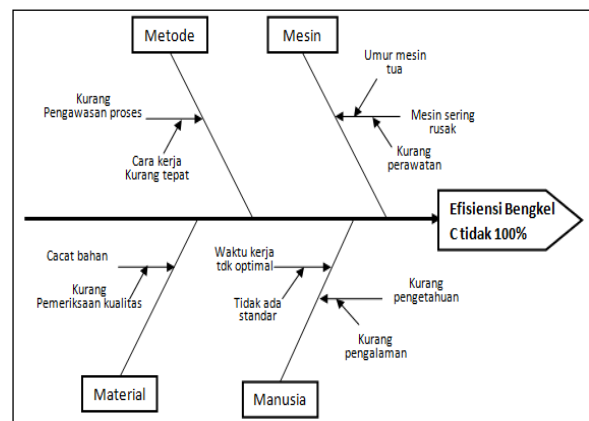 Metode
Mesin
Umur mesin
tua
Kurang
Pengawasan proses
Mesin sering
rusak
Cara kerja
Kurang tepat
Kurang
perawatan
Efisiensi Bengkel
C tidak 100%
Cacat bahan
Waktu kerja
tdk optimal
Kurang
Pemeriksaan kualitas
Tidak ada
standar
Kurang
pengetahuan
Kurang
pengalaman
Material
Manusia